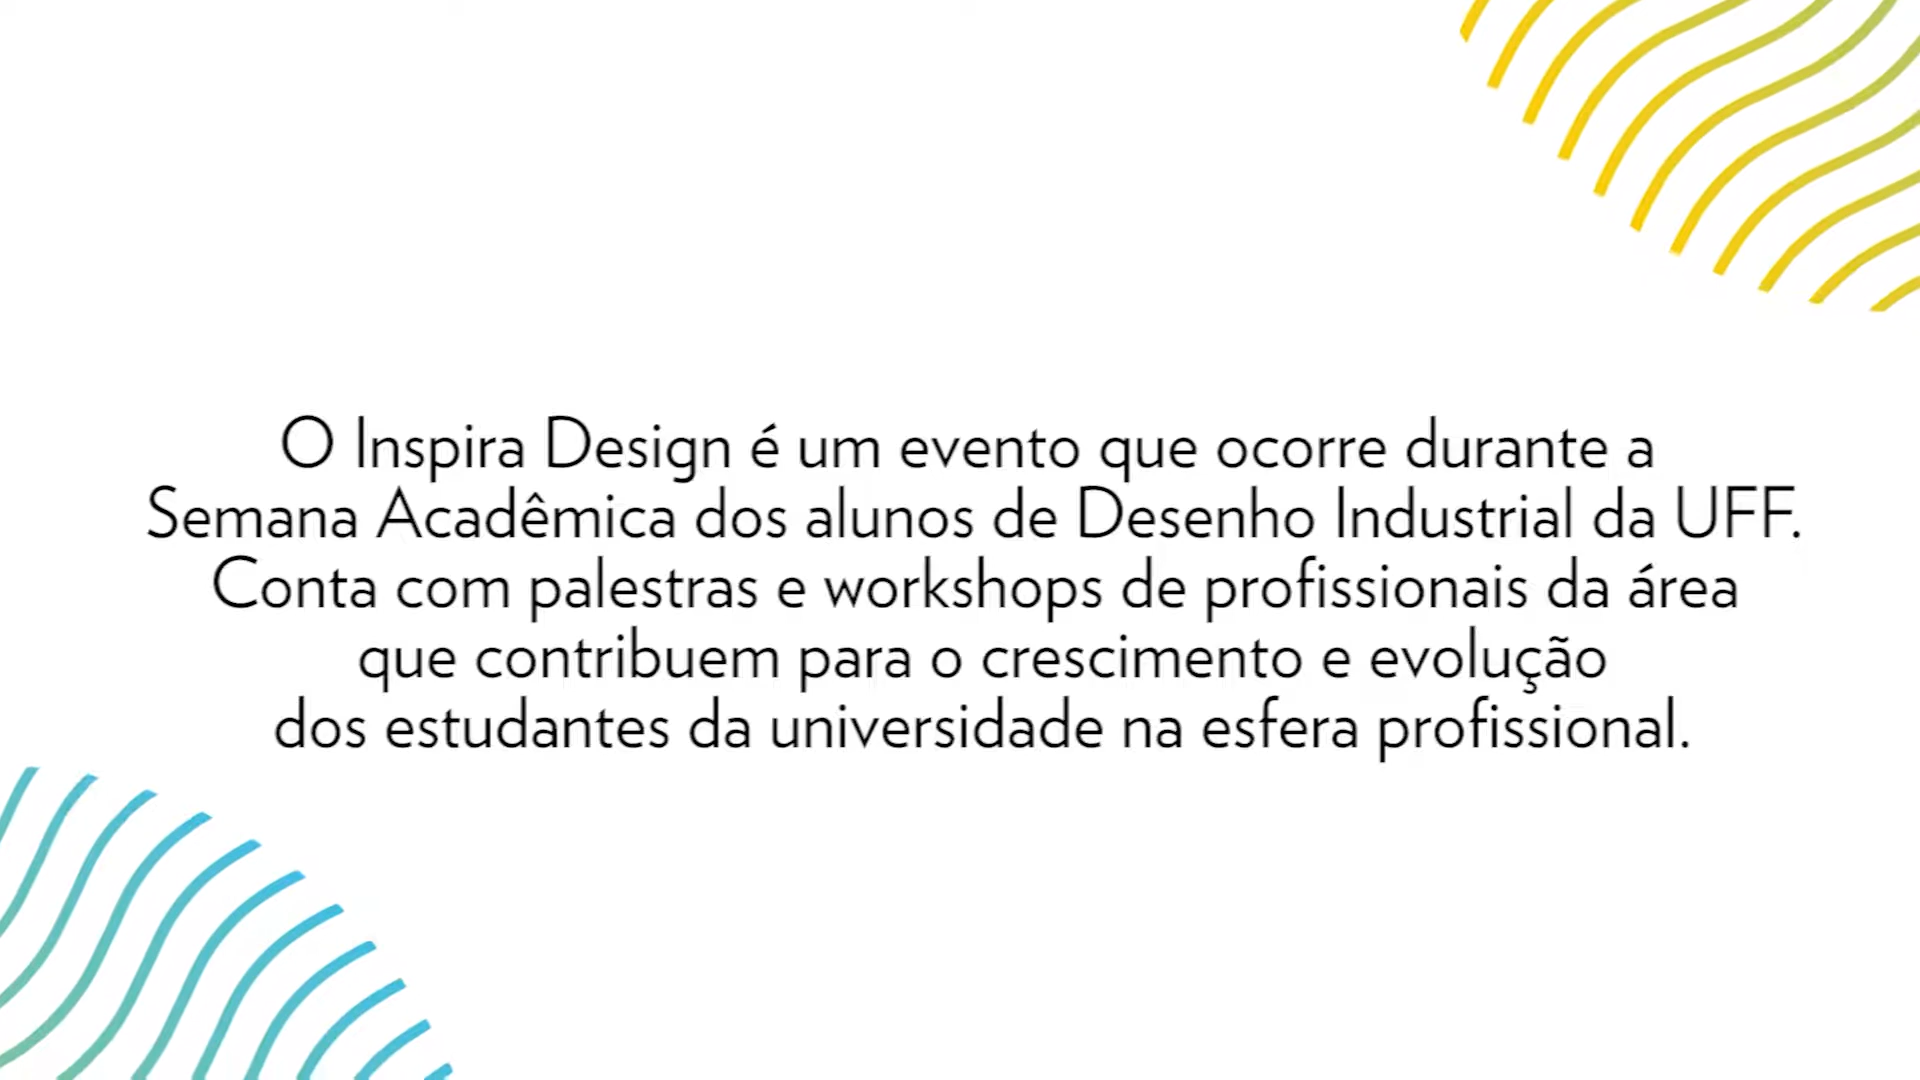 O Inspira Design é um evento que ocorre durante a
Semana Acadêmica dos alunos de Desenho Industrial da UFF.
Conta com palestras e workshops de profissionais da área
que contribuem para o crescimento e evolução
dos estudantes da universidade na esfera profissional.